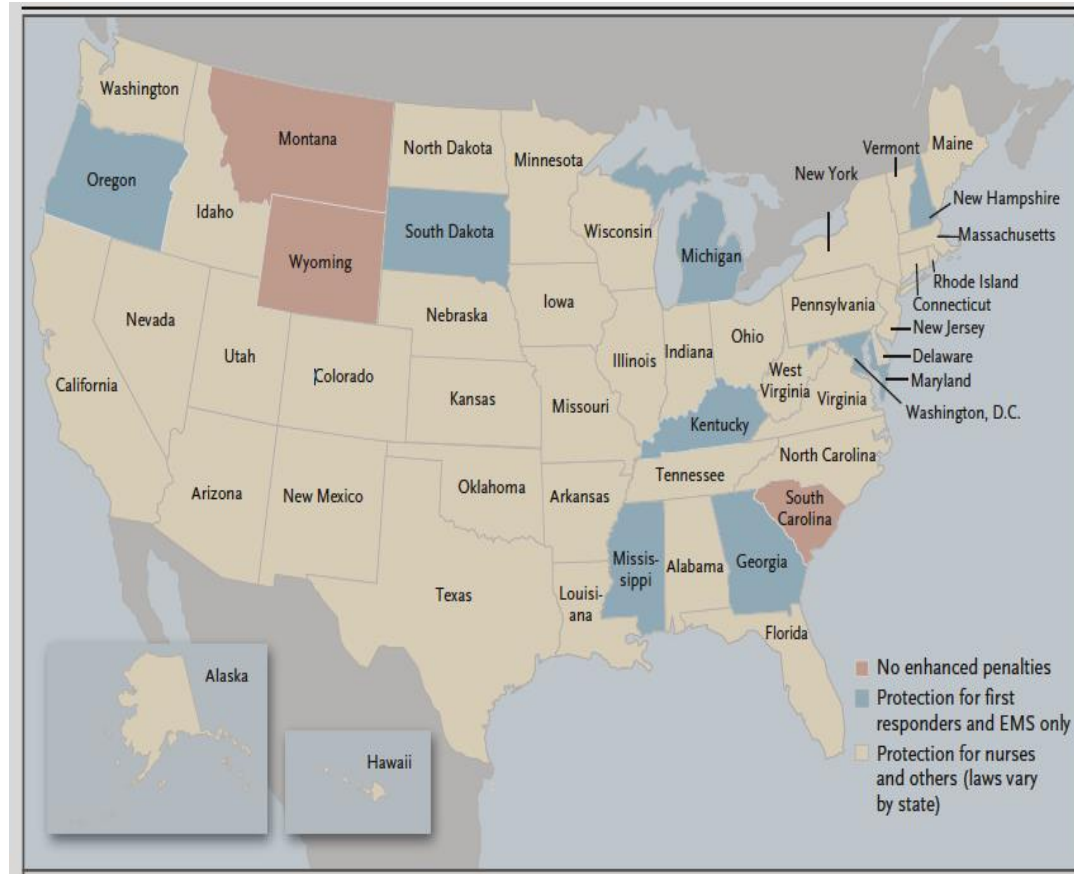 Washington
Montana
North Dakota
Minnesota
Vermont
Maine
New York
Oregon
Idaho
New Hampshire
South Dakota
Wisconsin
Massachusetts
Wyoming
Michigan
Rhode Island
Connecticut
Iowa
Pennsylvania
Nebraska
New Jersey
Nevada
Ohio
Illinois
Indiana
Utah
Delaware
Colorado
West
Virginia
Maryland
California
Kansas
Missouri
Virginia
Washington, D.C.
Kentucky
North Carolina
Tennessee
Arizona
New Mexico
Oklahoma
Arkansas
South
Carolina
Missis-
sippi
Alabama
Georgia
Texas
Louisi-
ana
Florida
Alaska
Hawaii
No enhanced penalties
Protection for first
responders and EMS only
Protection for nurses
and others (laws vary
by state)